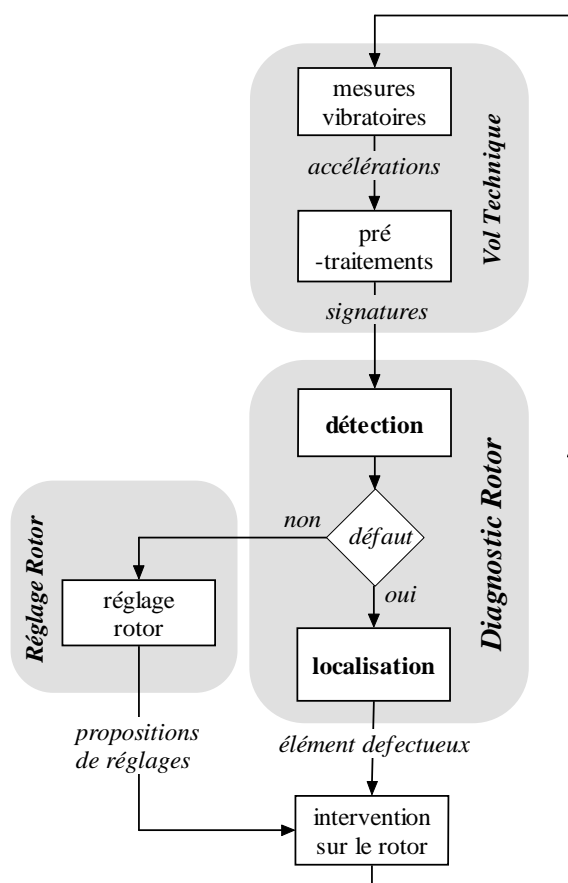 mesures
vibratoires
accélérations
Vol Technique
pré
-traitements
signatures
détection
Diagnostic Rotor
non
défaut
oui
Réglage Rotor
réglage
rotor
localisation
propositions
de réglages
élément defectueux
intervention
sur le rotor